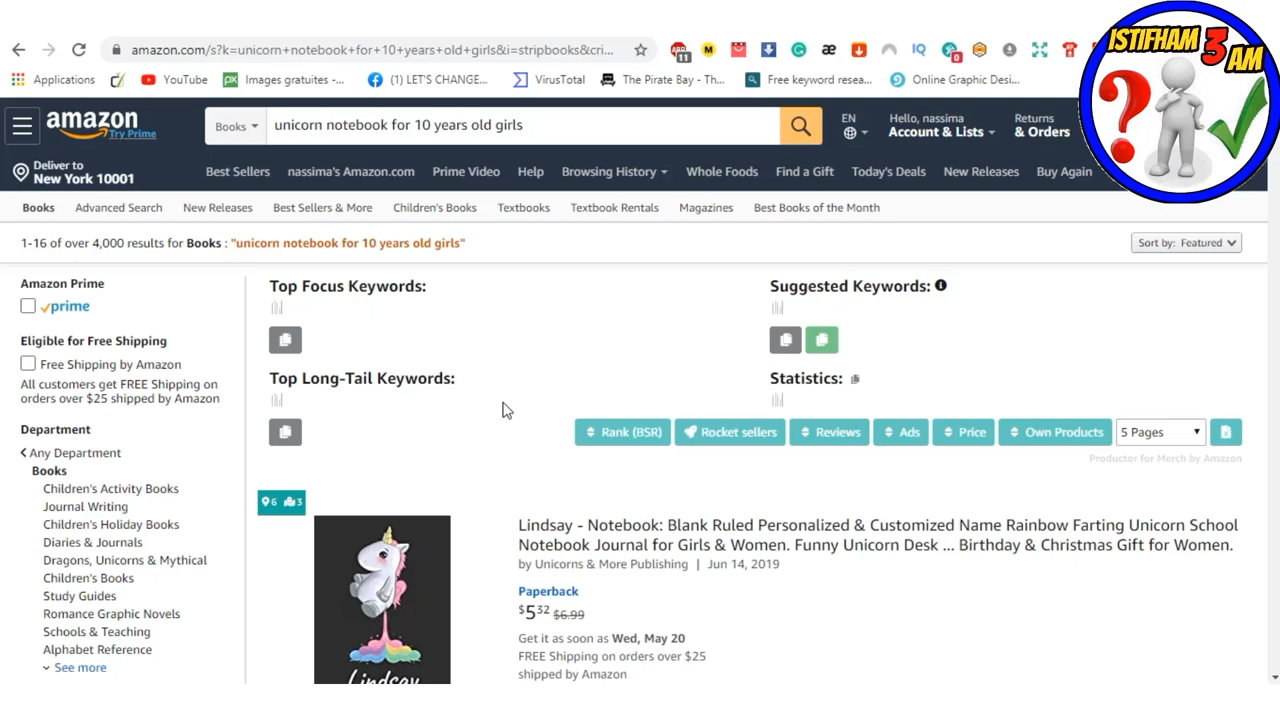 ISTIFHAM 3 AM
amazon.com/s?k=unicorn+notebook+for+10+years+old+girls&i=stripbooks&cri...
11
M
æ
IQ
0
Applications
YouTube
PX
Images gratuites -...
(1) LET'S CHANGE...
VirusTotal
The Pirate Bay - Th...
Free keyword resea...
Online Graphic Desi...
amazon
Try Prime
Books
unicorn notebook for 10 years old girls
EN
Hello, nassima
Account & Lists
Returns
& Orders
Deliver to
New York 10001
Best Sellers
nassima's Amazon.com
Prime Video
Help
Browsing History
Whole Foods
Find a Gift
Today's Deals
New Releases
Buy Again
Books
Advanced Search
New Releases
Best Sellers & More
Children's Books
Textbooks
Textbook Rentals
Magazines
Best Books of the Month
1-16 of over 4,000 results for Books : "unicorn notebook for 10 years old girls"
Sort by: Featured
Amazon Prime
prime
Eligible for Free Shipping
Free Shipping by Amazon
All customers get FREE Shipping on
orders over $25 shipped by Amazon
Department
Any Department
Books
Children's Activity Books
Journal Writing
Children's Holiday Books
Diaries & Journals
Dragons, Unicorns & Mythical
Children's Books
Study Guides
Romance Graphic Novels
Schools & Teaching
Alphabet Reference
See more
Top Focus Keywords:
Suggested Keywords:
Top Long-Tail Keywords:
Statistics:
Rank (BSR)
Rocket sellers
Reviews
Ads
Price
Own Products
5 Pages
Productor for Merch by Amazon
6 3
Lindsay
Lindsay - Notebook: Blank Ruled Personalized & Customized Name Rainbow Farting Unicorn School
Notebook Journal for Girls & Women. Funny Unicorn Desk ... Birthday & Christmas Gift for Women.
by Unicorns & More Publishing | Jun 14, 2019
Paperback
$5 32 $6.99
Get it as soon as Wed, May 20
FREE Shipping on orders over $25
shipped by Amazon